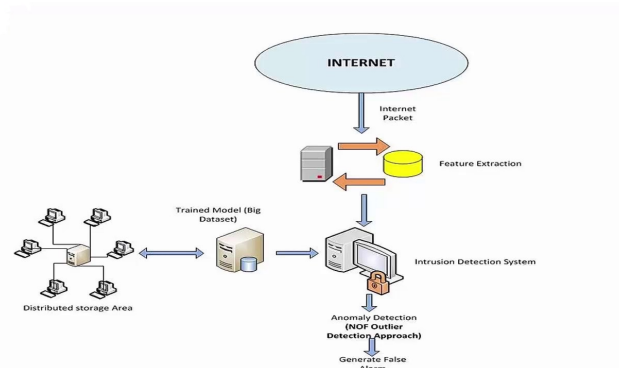 INTERNET
Internet
Packet
Feature Extraction
Trained Model (Big
Dataset)
Intrusion Detection System
Distributed storage Area
Anomaly Detection
(NOF Outlier
Detection Approach)
Generate False
Alarm